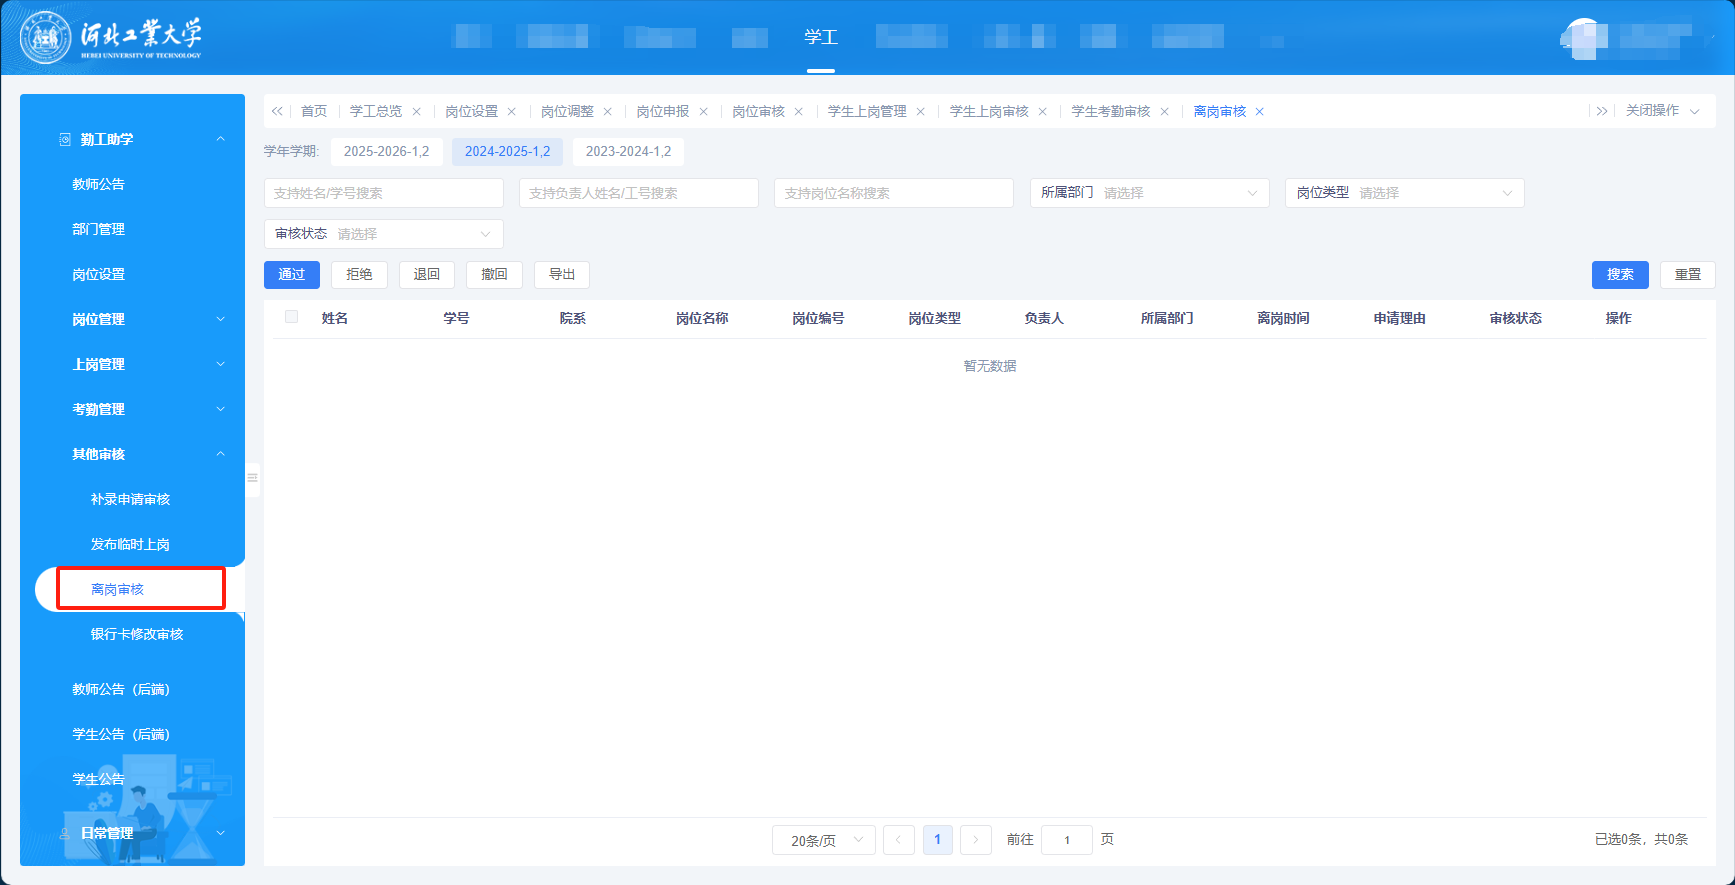 河北工業大学
HEBEI UNIVERSITY OF TECHNOLOGY
学工
勤工助学
教师公告
部门管理
岗位设置
岗位管理
上岗管理
考勤管理
其他审核
补录申请审核
发布临时上岗
离岗审核
银行卡修改审核
教师公告（后端）
学生公告（后端）
学生公告
日常管理
首页 学工总览 岗位设置 岗位调整 岗位申报 岗位审核 学生上岗管理 学生上岗审核 学生考勤审核 离岗审核 关闭操作
学年学期: 2025-2026-1,2 2024-2025-1,2 2023-2024-1,2
支持姓名/学号搜索 支持负责人姓名/工号搜索 支持岗位名称搜索 所属部门 请选择 岗位类型 请选择
审核状态 请选择
通过 拒绝 退回 撤回 导出 搜索 重置
姓名 学号 院系 岗位名称 岗位编号 岗位类型 负责人 所属部门 离岗时间 申请理由 审核状态 操作
暂无数据
20条/页 1 前往 1 页 已选0条，共0条